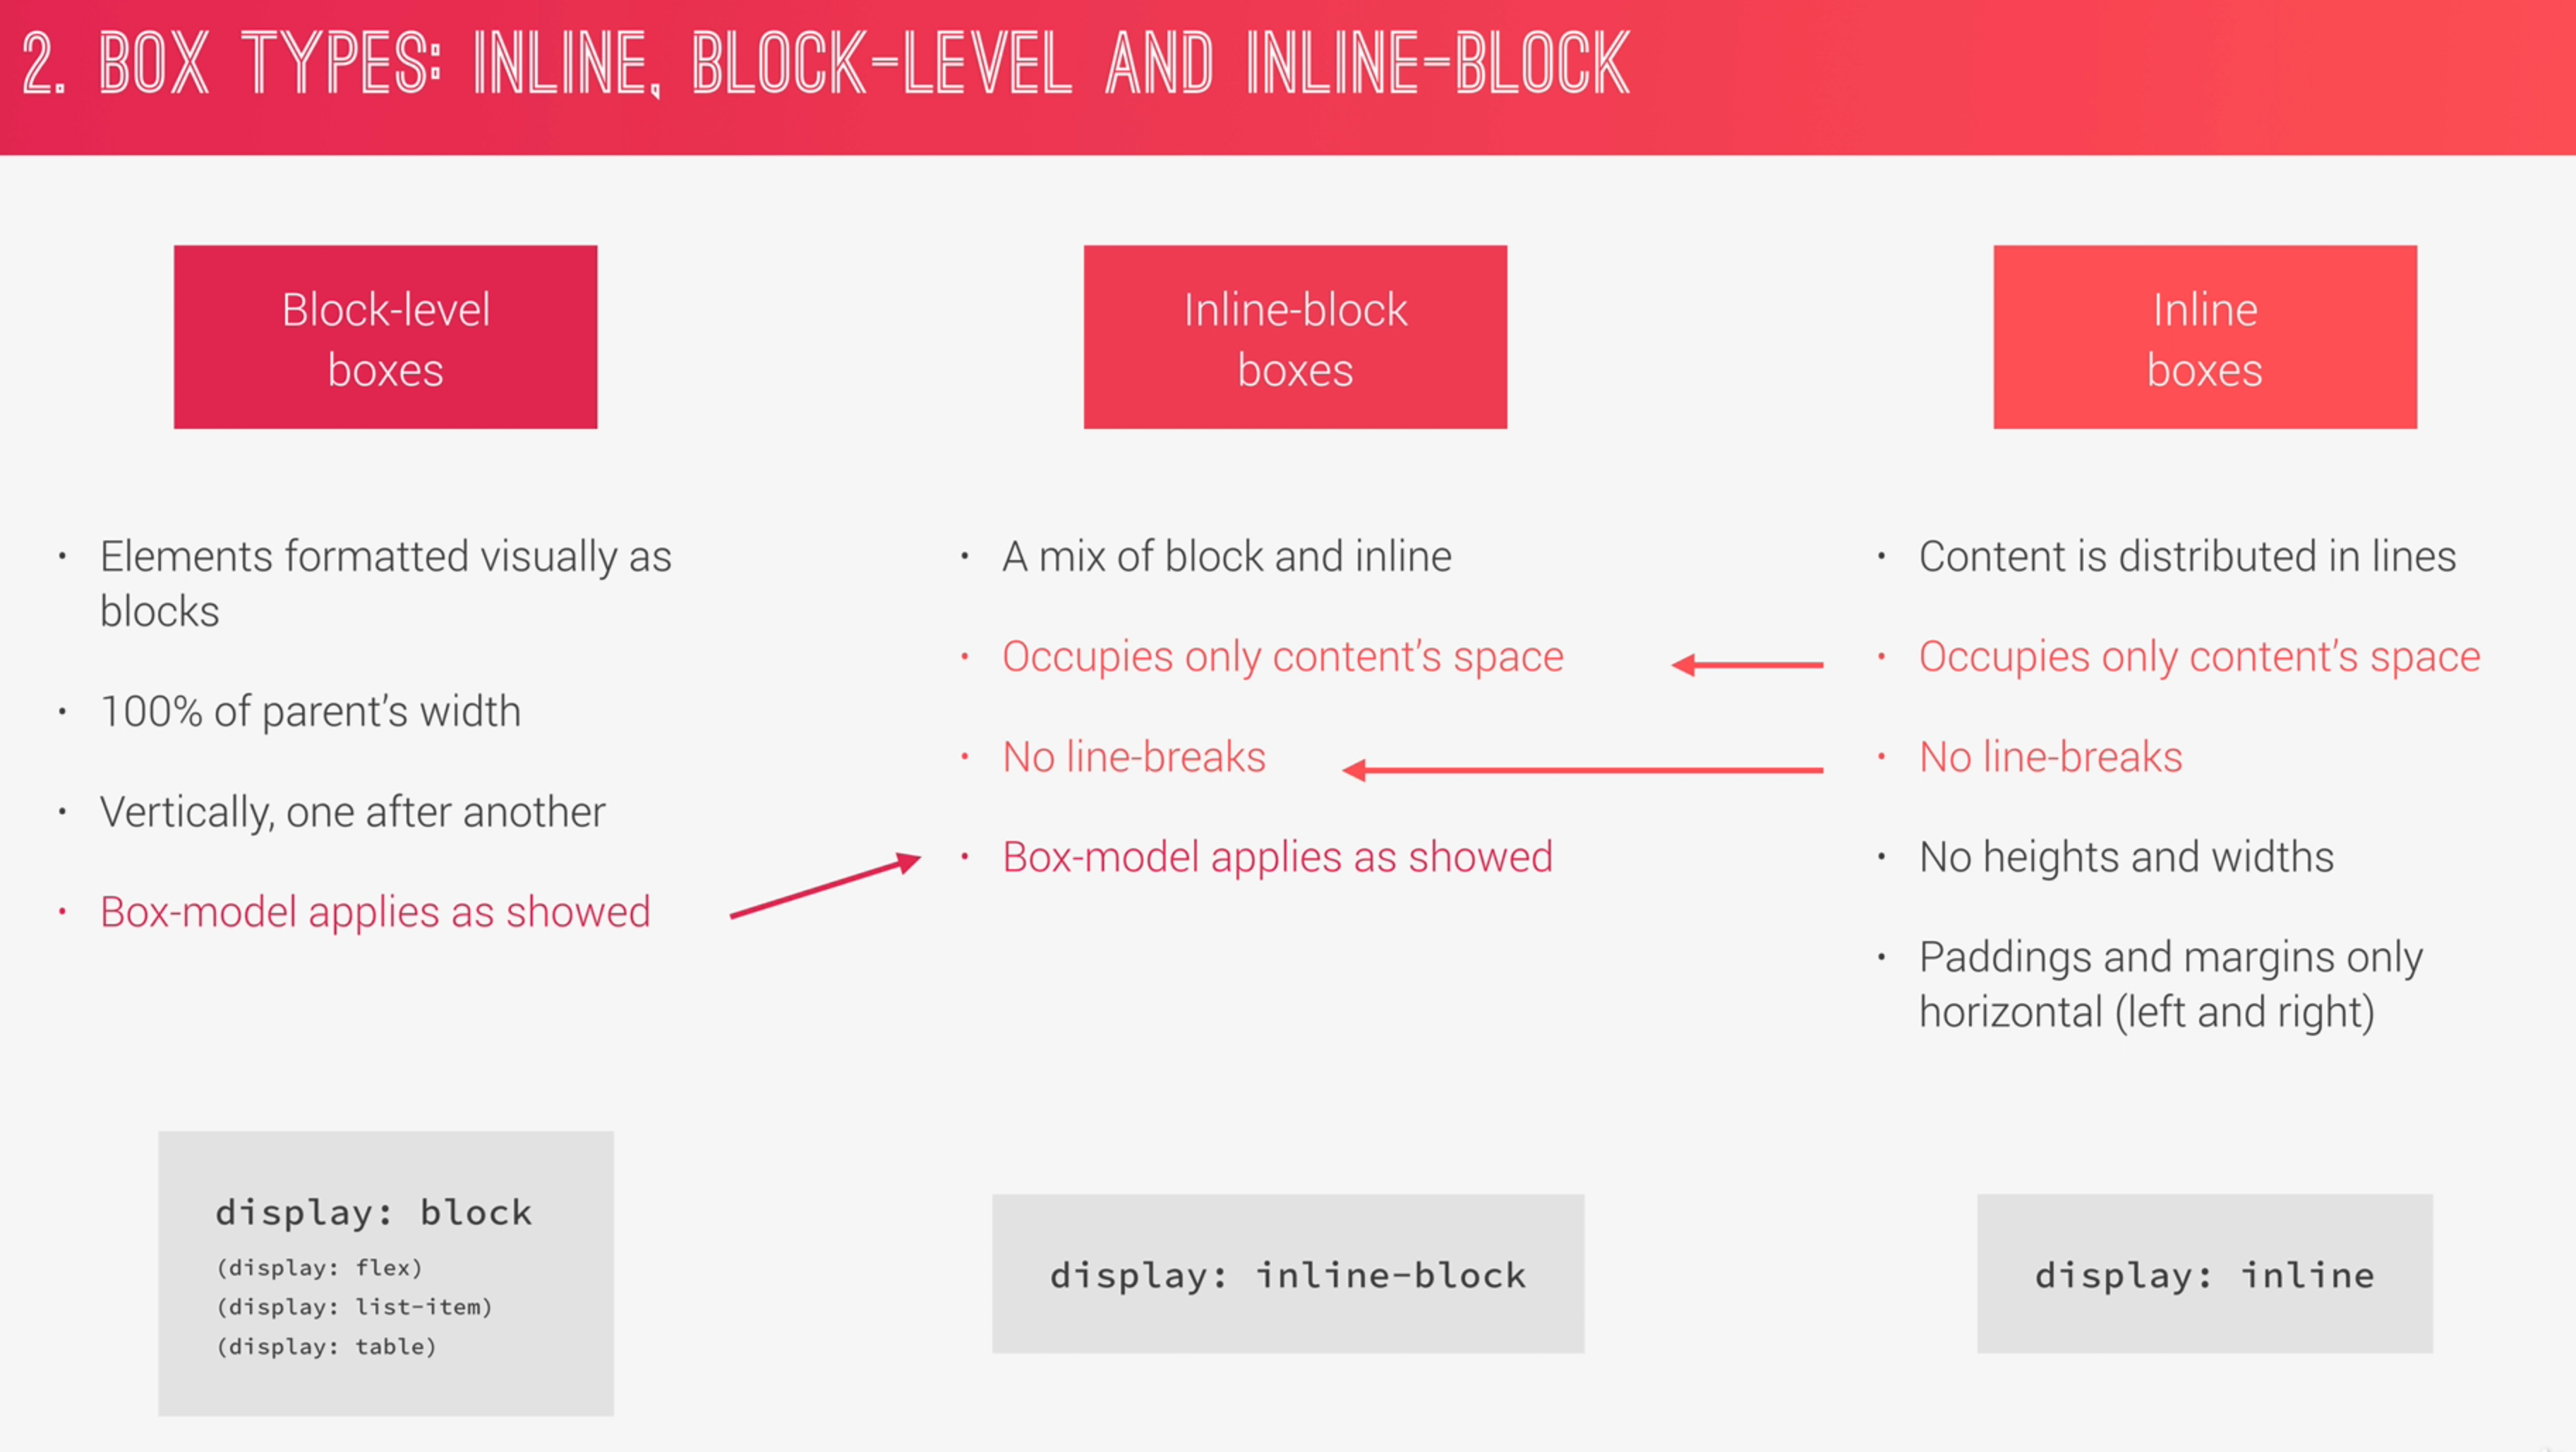 2. BOX TYPES: INLINE, BLOCK-LEVEL AND INLINE-BLOCK
Block-level
boxes
• Elements formatted visually as
blocks
• 100% of parent’s width
• Vertically, one after another
• Box-model applies as showed
display: block
(display: flex)
(display: list-item)
(display: table)
Inline-block
boxes
• A mix of block and inline
• Occupies only content’s space
• No line-breaks
• Box-model applies as showed
display: inline-block
Inline
boxes
• Content is distributed in lines
• Occupies only content’s space
• No line-breaks
• No heights and widths
• Paddings and margins only
horizontal (left and right)
display: inline